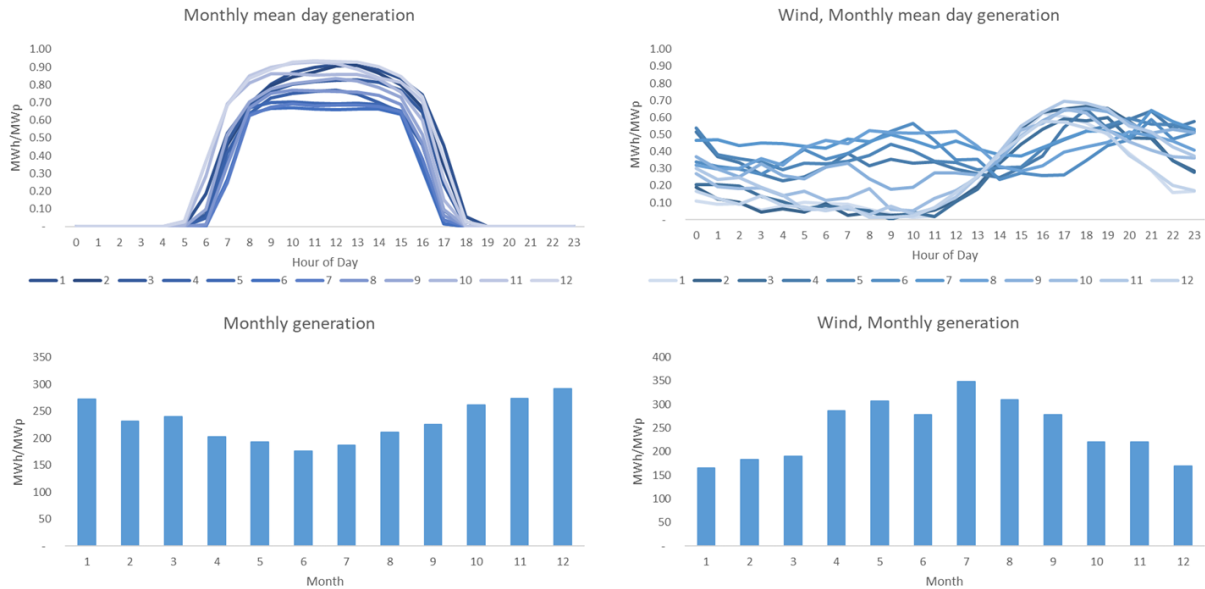 Monthly mean day generation
MWh/MWp
1.00
0.90
0.80
0.70
0.60
0.50
0.40
0.30
0.20
0.10
-
0 1 2 3 4 5 6 7 8 9 10 11 12 13 14 15 16 17 18 19 20 21 22 23
Hour of Day
1 2 3 4 5 6 7 8 9 10 11 12
Wind, Monthly mean day generation
MWh/MWp
1.00
0.90
0.80
0.70
0.60
0.50
0.40
0.30
0.20
0.10
-
0 1 2 3 4 5 6 7 8 9 10 11 12 13 14 15 16 17 18 19 20 21 22 23
Hour of Day
1 2 3 4 5 6 7 8 9 10 11 12
Monthly generation
MWh/MWp
350
300
250
200
150
100
50
-
1 2 3 4 5 6 7 8 9 10 11 12
Month
Wind, Monthly generation
MWh/MWp
400
350
300
250
200
150
100
50
-
1 2 3 4 5 6 7 8 9 10 11 12
Month